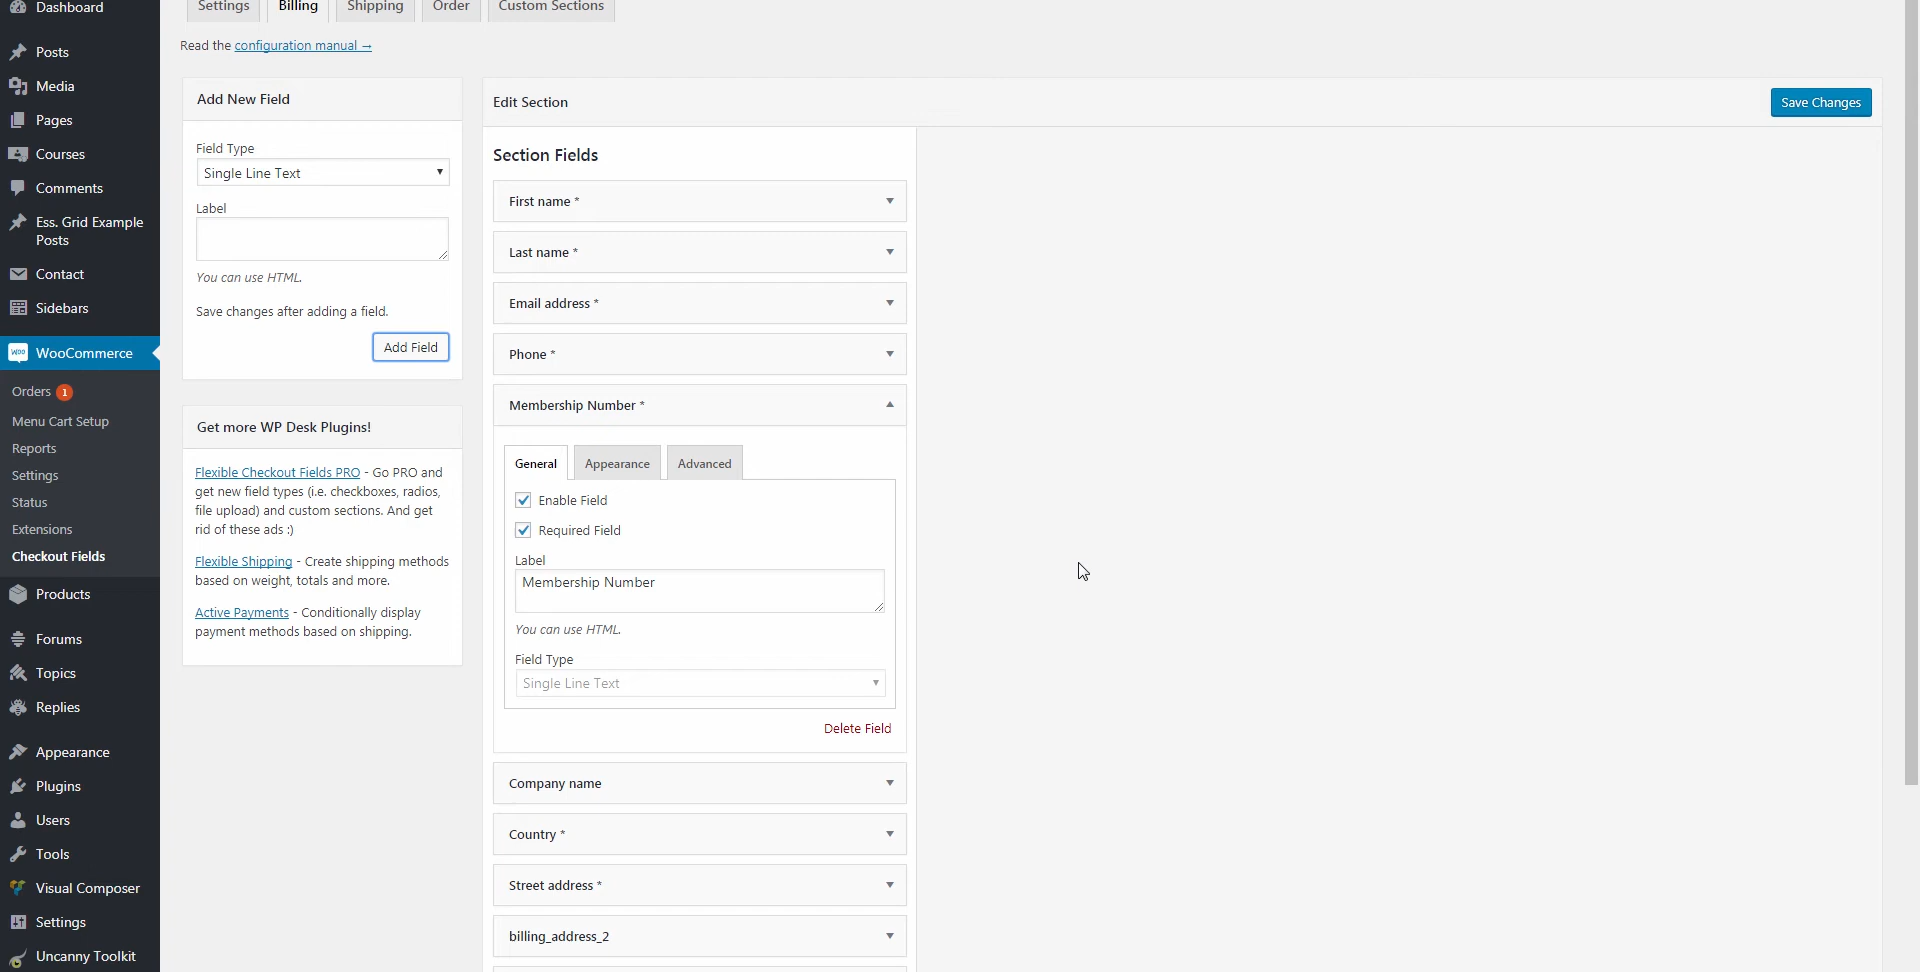 Dashboard
Posts
Media
Pages
Courses
Comments
Ess. Grid Example
Posts
Contact
Sidebars
WooCommerce
Orders 1
Menu Cart Setup
Reports
Settings
Status
Extensions
Checkout Fields
Products
Forums
Topics
Replies
Appearance
Plugins
Users
Tools
Visual Composer
Settings
Uncanny Toolkit
Settings Billing Shipping Order Custom Sections
Read the configuration manual →
Add New Field
Field Type
Single Line Text
Label
You can use HTML.
Save changes after adding a field.
Add Field
Get more WP Desk Plugins!
Flexible Checkout Fields PRO - Go PRO and
get new field types (i.e. checkboxes, radios,
file upload) and custom sections. And get
rid of these ads :)
Flexible Shipping - Create shipping methods
based on weight, totals and more.
Active Payments - Conditionally display
payment methods based on shipping.
Edit Section
Save Changes
Section Fields
First name *
Last name *
Email address *
Phone *
Membership Number *
General Appearance Advanced
Enable Field
Required Field
Label
Membership Number
You can use HTML.
Field Type
Single Line Text
Delete Field
Company name
Country *
Street address *
billing_address_2